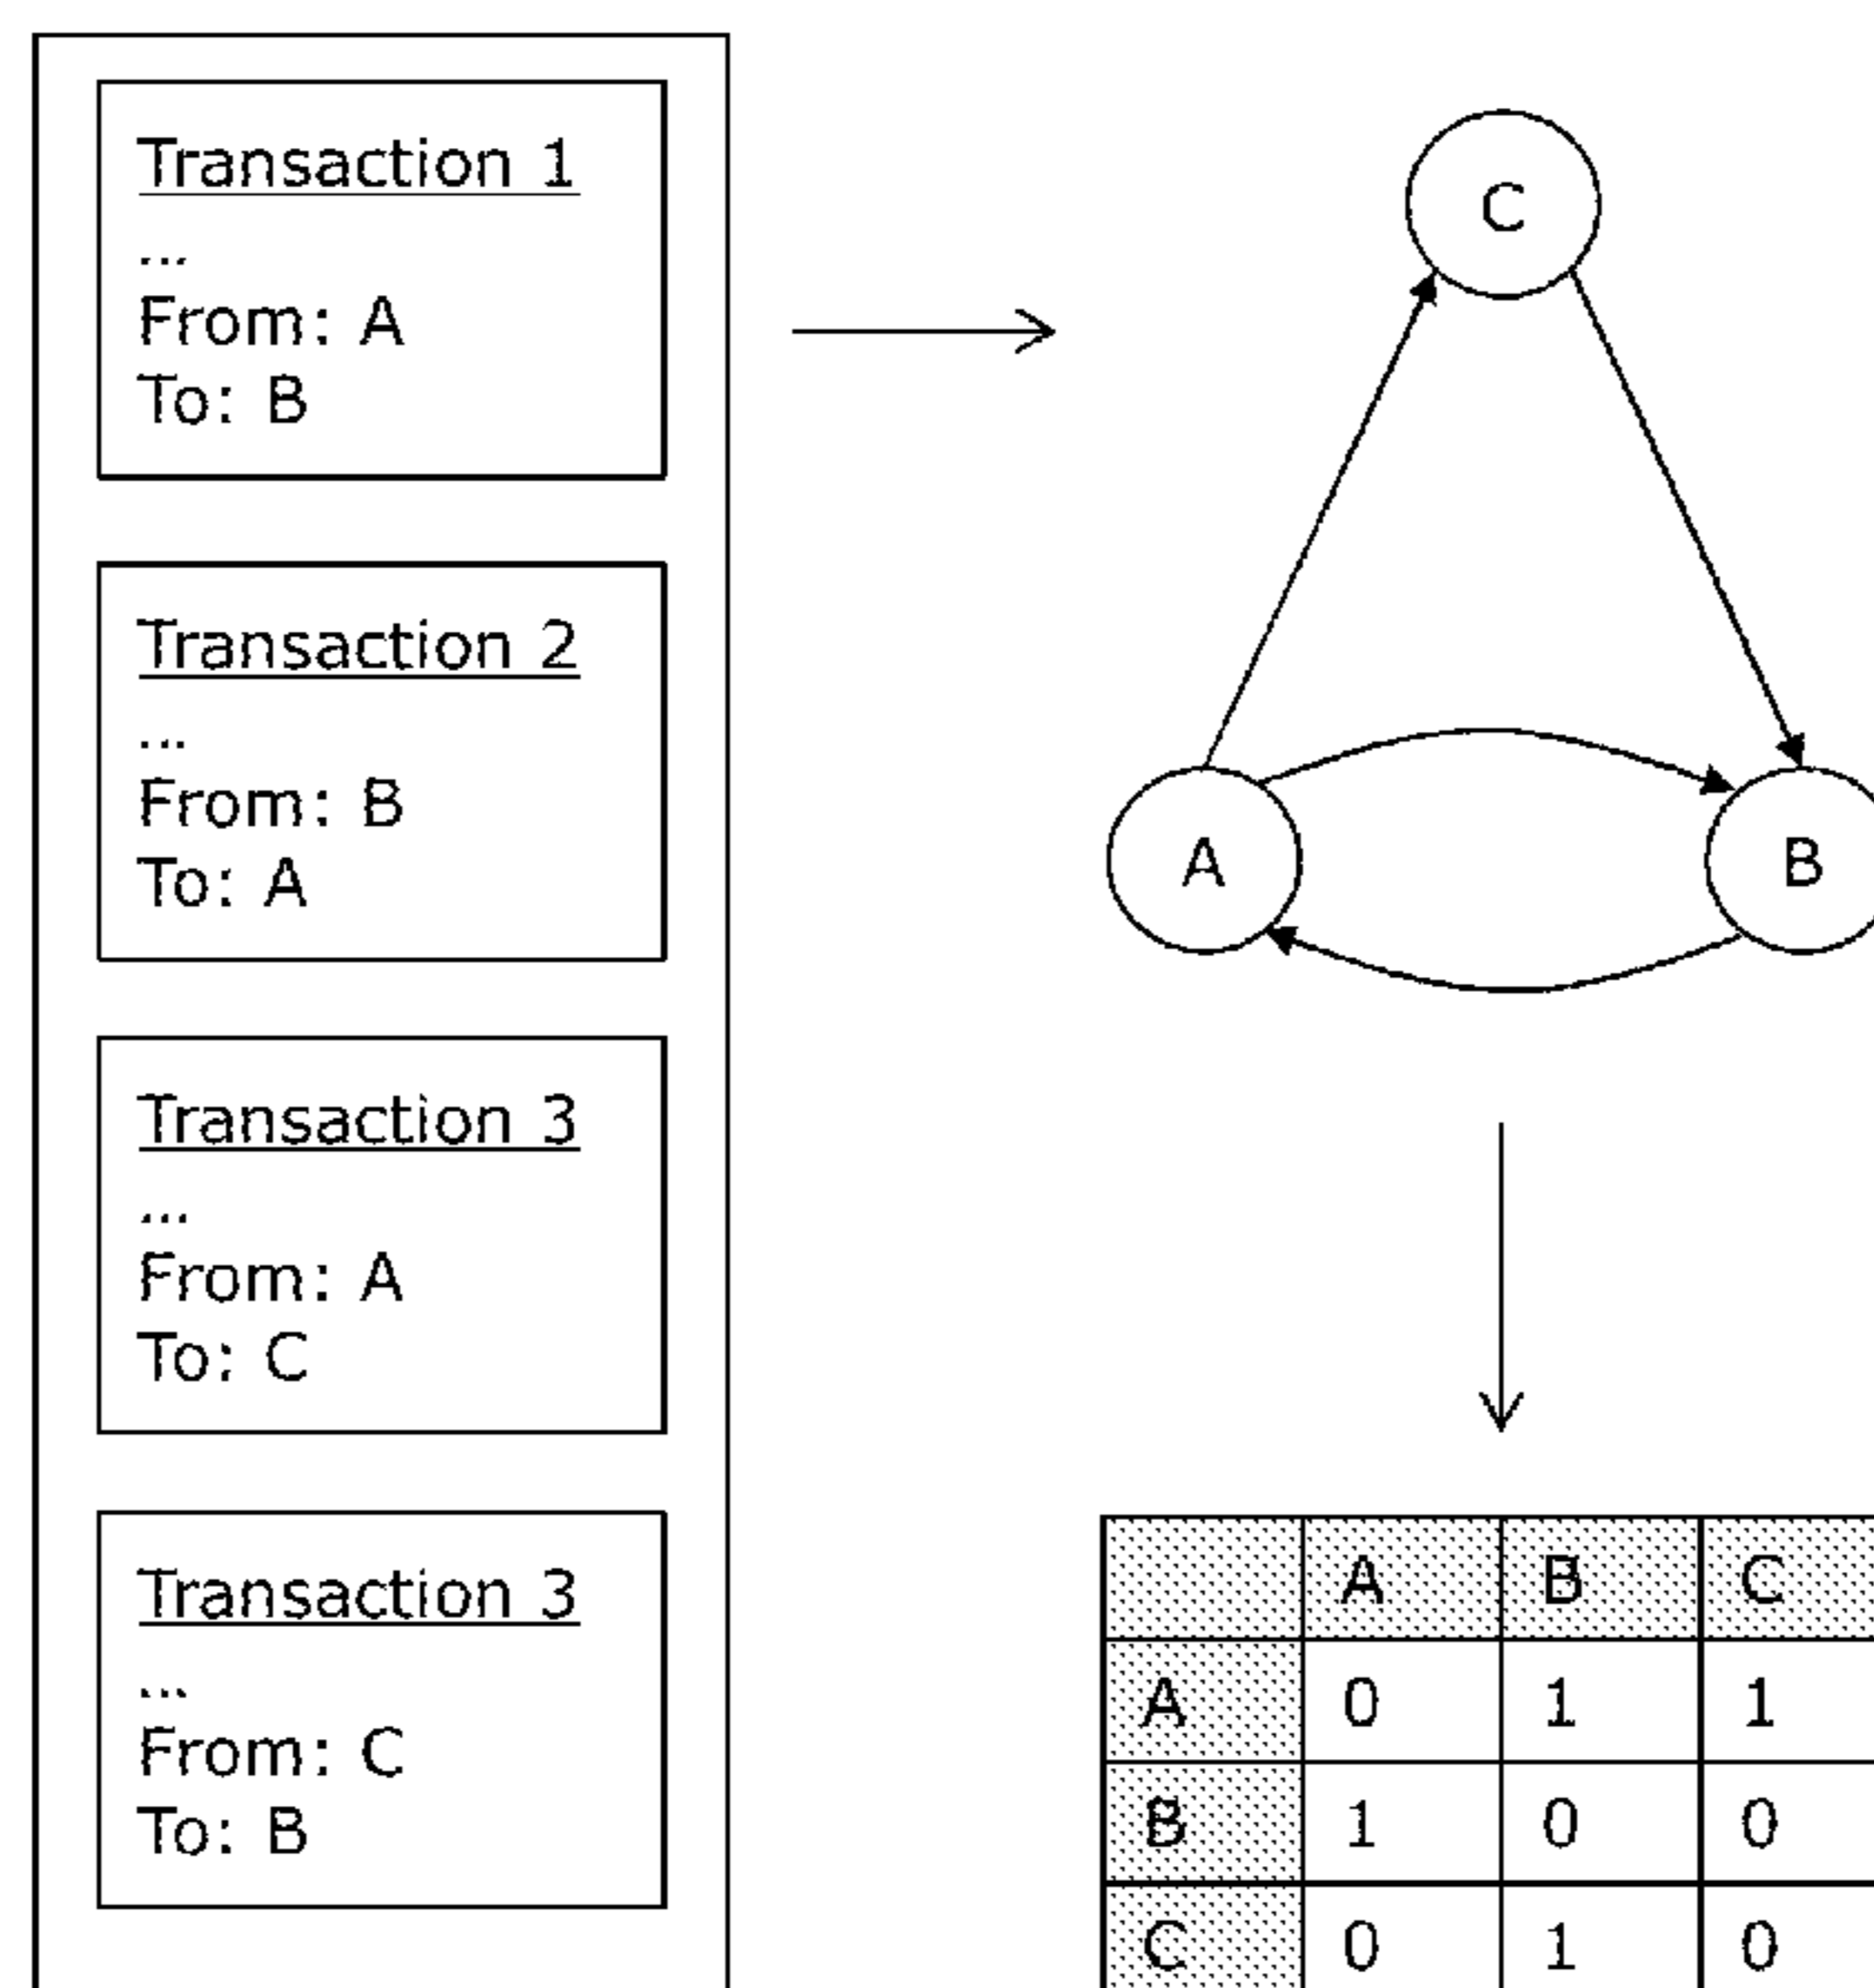 Transaction 1
...
From: A
To: B
Transaction 2
...
From: B
To: A
Transaction 3
...
From: A
To: C
Transaction 3
...
From: C
To: B
C
A B
A B C
A 0 1 1
B 1 0 0
C 0 1 0